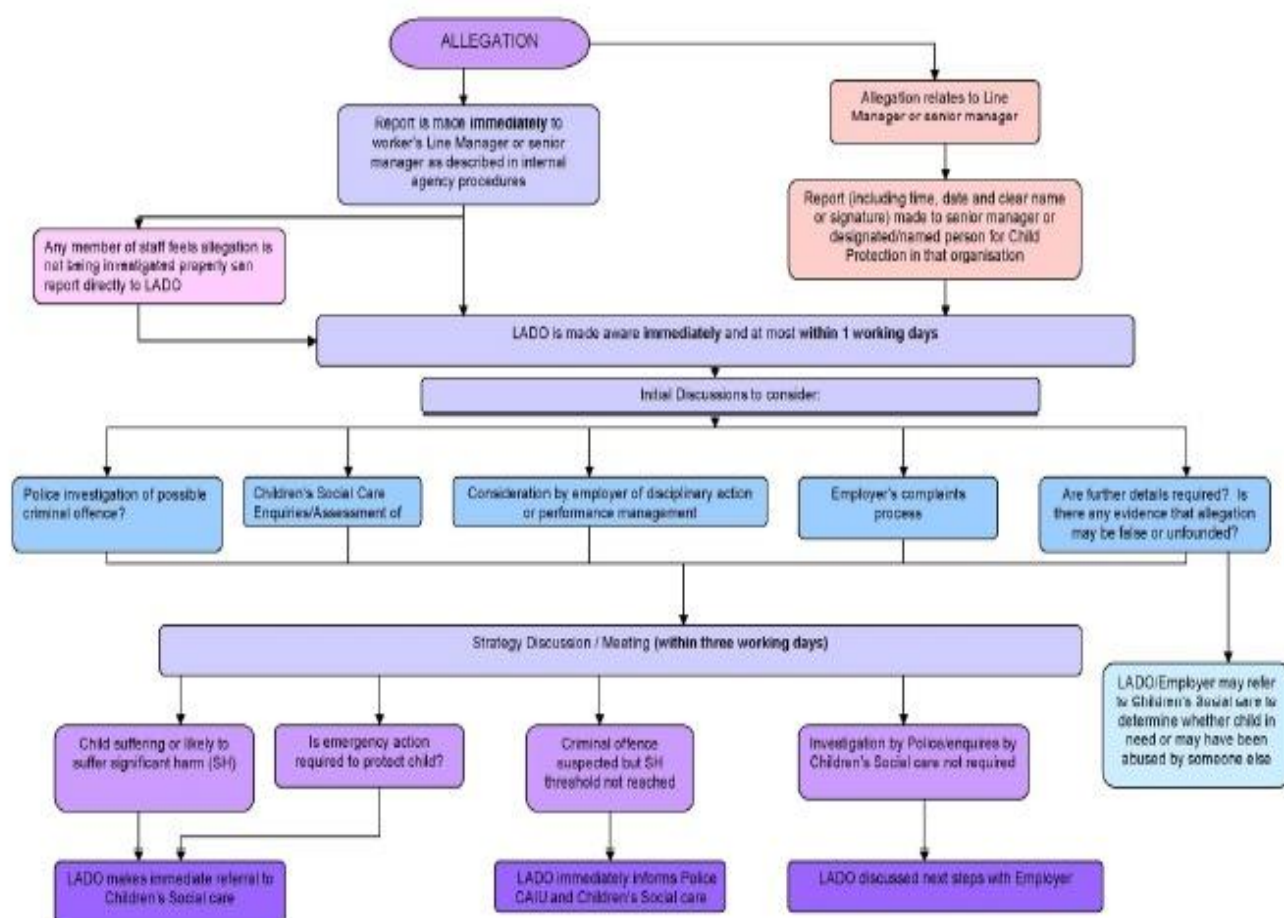 ALLEGATION
Allegation relates to Line
Manager or senior manager
Report is made immediately to
worker's Line Manager or senior
manager as described in internal
agency procedures
Report (including time, date and clear name
or signature) made to senior manager or
designated/named person for Child
Protection in that organisation
Any member of staff feels allegation is
not being investigated properly can
report directly to LADO
LADO is made aware immediately and at most within 1 working days
Initial Discussions to consider:
Police investigation of possible
criminal offence?
Children's Social Care
Enquiries/Assessment of
Consideration by employer of disciplinary action
or performance management
Employer's complaints
process
Are further details required? Is
there any evidence that allegation
may be false or unfounded?
Strategy Discussion / Meeting (within three working days)
LADO/Employer may refer
to Children's Social care to
determine whether child in
need or may have been
abused by someone else
Child suffering or likely to
suffer significant harm (SH)
Is emergency action
required to protect child?
Criminal offence
suspected but SH
threshold not reached
Investigation by Police/enquires by
Children's Social care not required
LADO makes immediate referral to
Children's Social care
LADO immediately informs Police
CAIU and Children's Social care
LADO discussed next steps with Employer